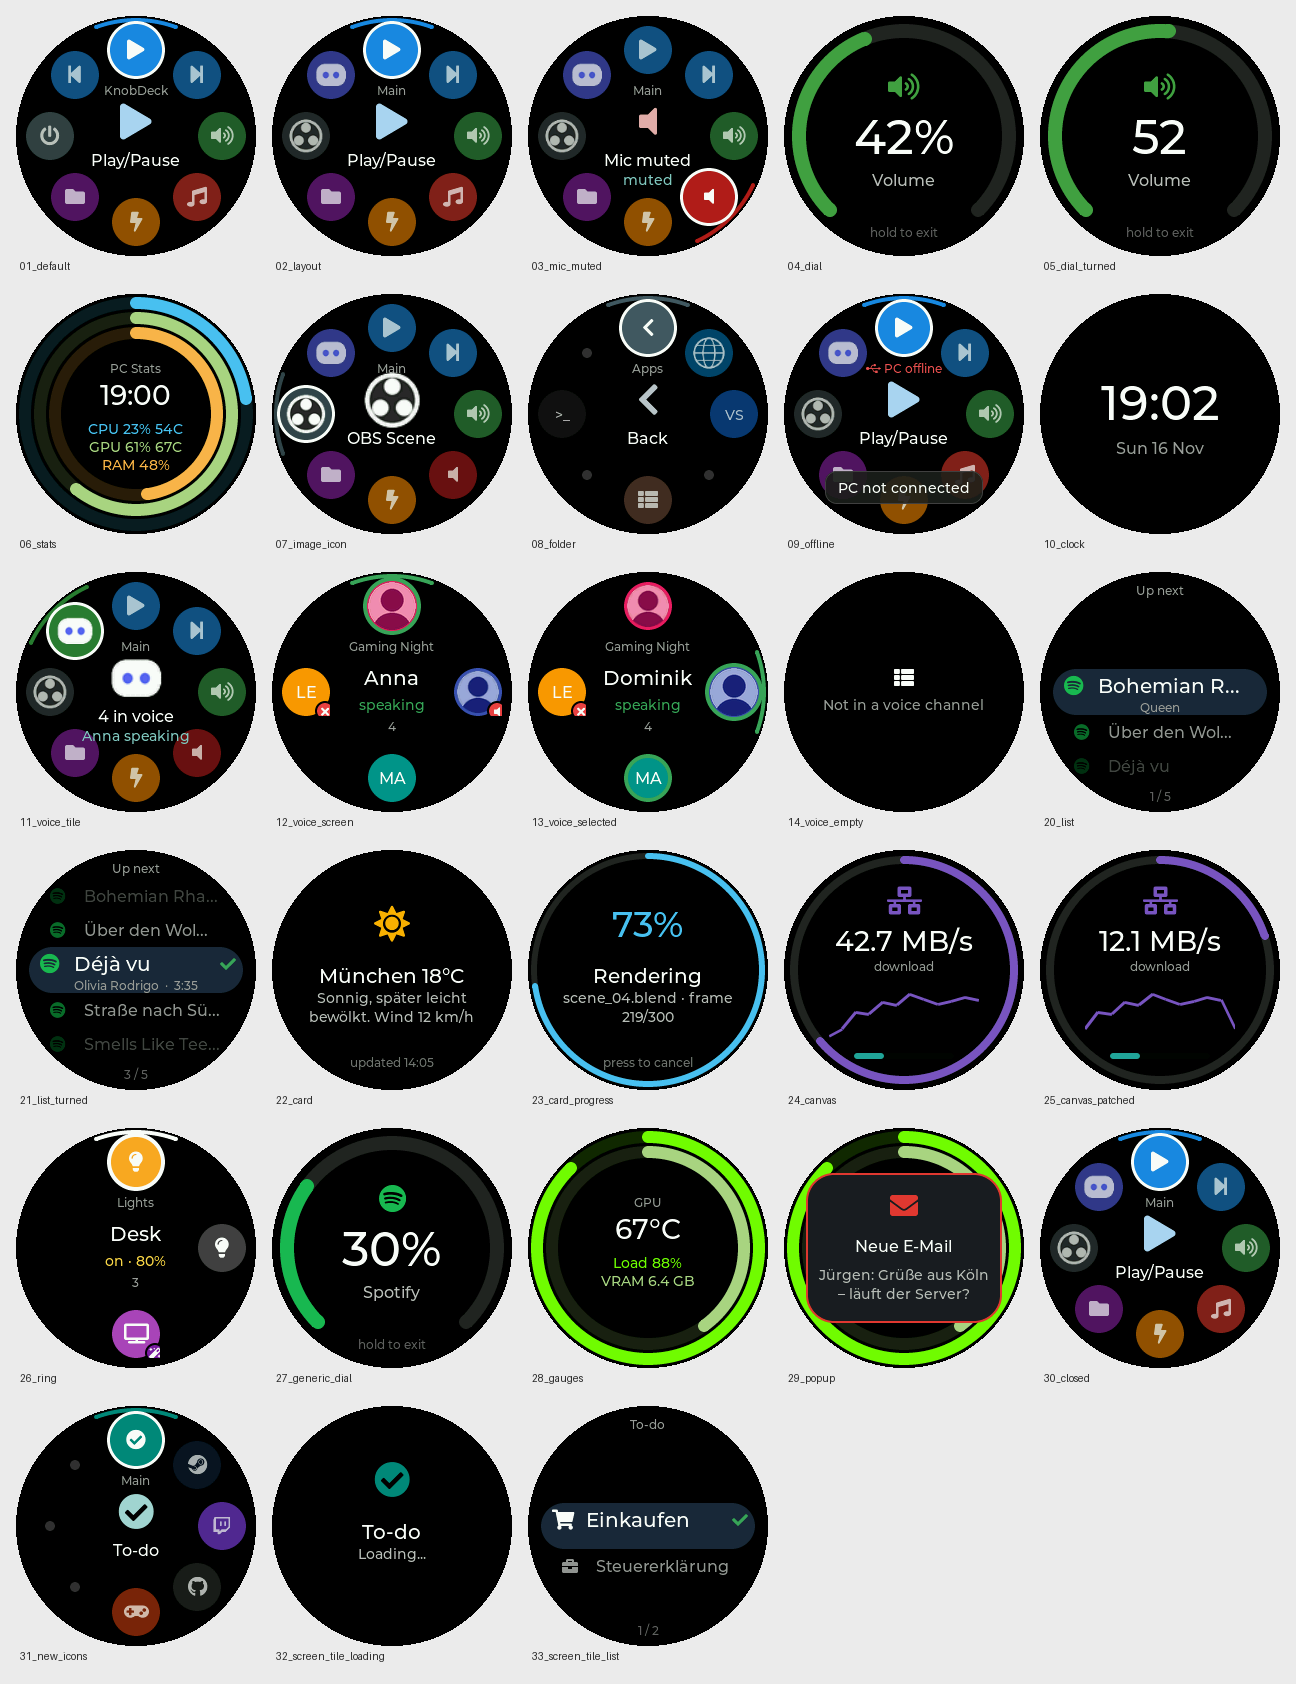 KnobDeck
Play/Pause
01_default
Main
Play/Pause
02_layout
Main
Mic muted
muted
03_mic_muted
42%
Volume
hold to exit
04_dial
52
Volume
hold to exit
05_dial_turned
PC Stats
19:00
CPU 23% 54C
GPU 61% 67C
RAM 48%
06_stats
Main
OBS Scene
07_image_icon
Apps
>_
VS
Back
08_folder
PC offline
Play/Pause
PC not connected
09_offline
19:02
Sun 16 Nov
10_clock
Main
4 in voice
Anna speaking
11_voice_tile
Gaming Night
Anna
LE
speaking
4
MA
12_voice_screen
Gaming Night
Dominik
LE
speaking
4
MA
13_voice_selected
Not in a voice channel
14_voice_empty
Up next
Bohemian R...
Queen
Über den Wol...
Déjà vu
1 / 5
20_list
Up next
Bohemian Rha...
Über den Wol...
Déjà vu
Olivia Rodrigo · 3:35
Straße nach Sü...
Smells Like Tee...
3 / 5
21_list_turned
München 18°C
Sonnig, später leicht
bewölkt. Wind 12 km/h
updated 14:05
22_card
73%
Rendering
scene_04.blend · frame
219/300
press to cancel
23_card_progress
42.7 MB/s
download
24_canvas
12.1 MB/s
download
25_canvas_patched
Lights
Desk
on · 80%
3
26_ring
30%
Spotify
hold to exit
27_generic_dial
GPU
67°C
Load 88%
VRAM 6.4 GB
28_gauges
Neue E-Mail
Jürgen: Grüße aus Köln
– läuft der Server?
29_popup
Main
Play/Pause
30_closed
Main
To-do
31_new_icons
To-do
Loading...
32_screen_tile_loading
To-do
Einkaufen
Steuererklärung
1 / 2
33_screen_tile_list